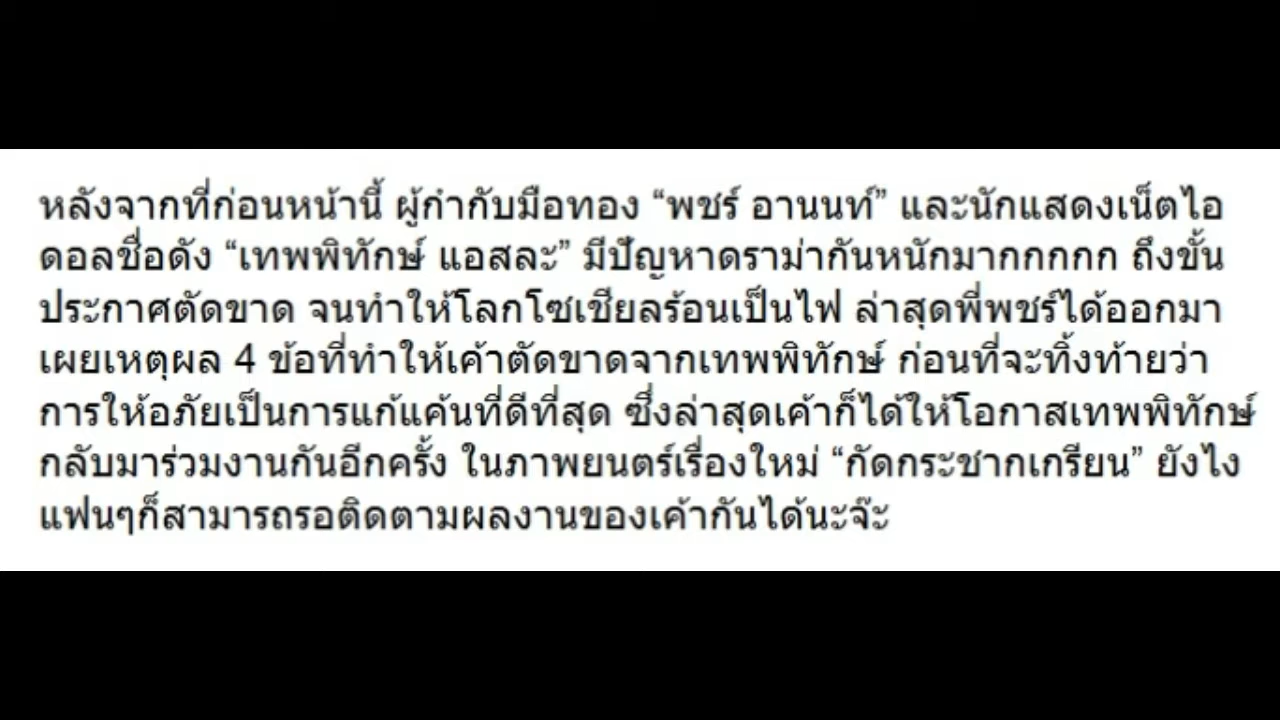 หลังจากที่ก่อนหน้านี้ ผู้กำกับมือทอง “พชร์ อานนท์” และนักแสดงเน็ตไอ
ดอลชื่อดัง “เทพพิทักษ์ แอสละ” มีปัญหาดราม่ากันหนักมากกกกก ถึงขั้น
ประกาศตัดขาด จนทำให้โลกโซเชียลร้อนเป็นไฟ ล่าสุดพี่พชร์ได้ออกมา
เผยเหตุผล 4 ข้อที่ทำให้เค้าตัดขาดจากเทพพิทักษ์ ก่อนที่จะทิ้งท้ายว่า
การให้อภัยเป็นการแก้แค้นที่ดีที่สุด ซึ่งล่าสุดเค้าก็ได้ให้โอกาสเทพพิทักษ์
กลับมาร่วมงานกันอีกครั้ง ในภาพยนตร์เรื่องใหม่ “กัดกระชากเกรียน” ยังไง
แฟนๆก็สามารถรอติดตามผลงานของเค้ากันได้นะจ๊ะ